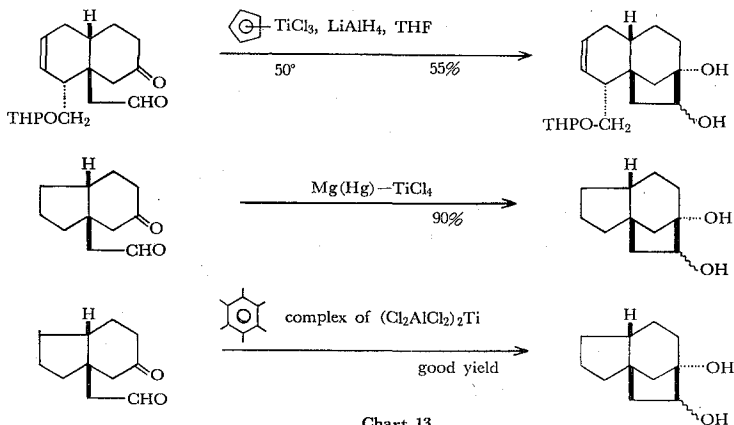 H
O
CHO
THPOCH₂
TiCl₃, LiAlH₄, THF
50° 55%
H
OH
OH
THPO-CH₂
H
O
CHO
Mg(Hg)—TiCl₄
90%
H
OH
OH
H
O
CHO
complex of (Cl₂AlCl₂)₂Ti
good yield
H
OH
OH
Chart 13